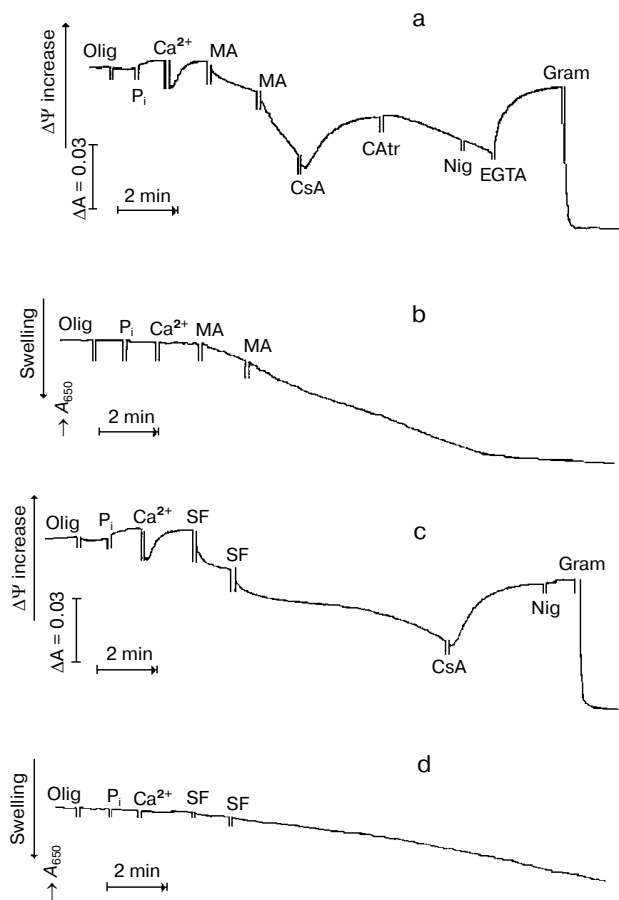 a
Olig
Pi
Ca2+
MA
MA
CsA
CAtr
Nig
EGTA
Gram
ΔΨ increase
ΔA = 0.03
2 min
b
Olig
Pi
Ca2+
MA
MA
Swelling
→ A650
2 min
c
Olig
Pi
Ca2+
SF
SF
CsA
Nig
Gram
ΔΨ increase
ΔA = 0.03
2 min
d
Olig
Pi
Ca2+
SF
SF
Swelling
→ A650
2 min